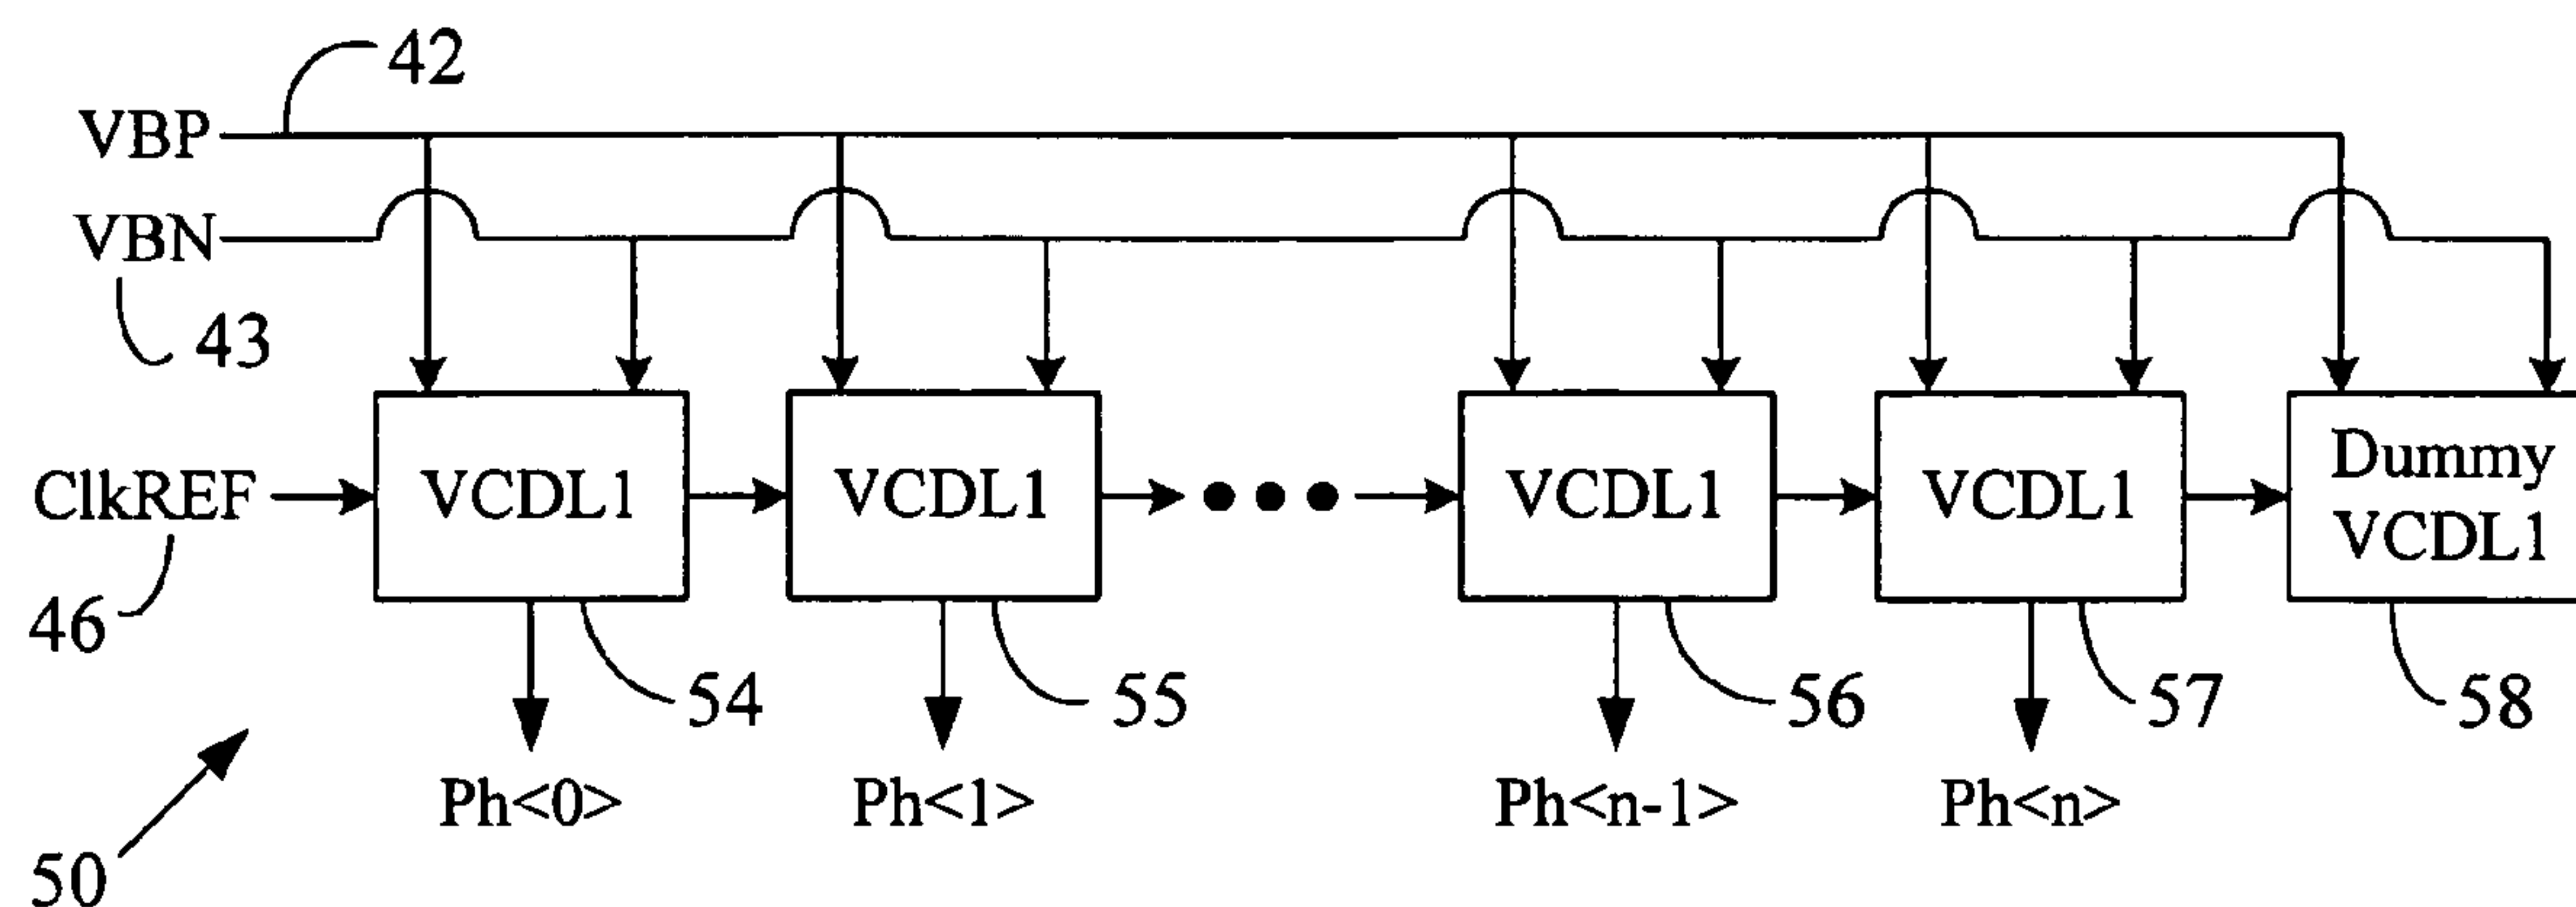 42
VBP
VBN
43
ClkREF
VCDL1
VCDL1
VCDL1
VCDL1
Dummy
VCDL1
46
54
55
56
57
58
Ph<0>
Ph<1>
Ph<n-1>
Ph<n>
50